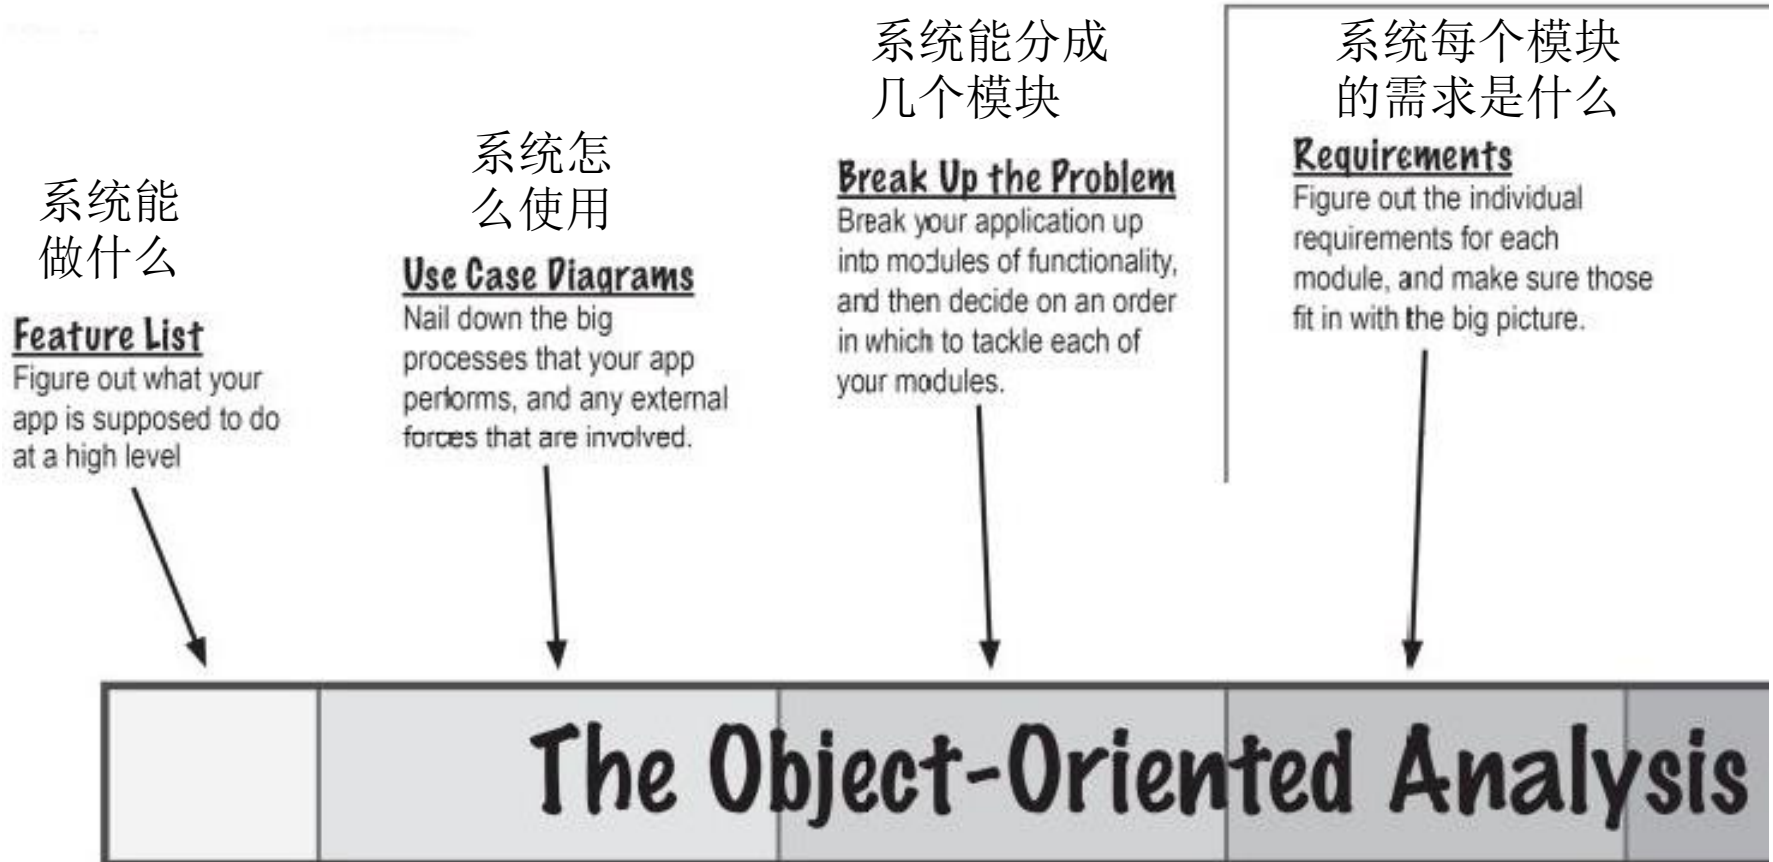 系统能
做什么
Feature List
Figure out what your
app is supposed to do
at a high level
系统怎
么使用
Use Case Diagrams
Nail down the big
processes that your app
performs, and any external
forces that are involved.
系统能分成
几个模块
Break Up the Problem
Break your application up
into modules of functionality,
and then decide on an order
in which to tackle each of
your modules.
系统每个模块
的需求是什么
Requirements
Figure out the individual
requirements for each
module, and make sure those
fit in with the big picture.
The Object-Oriented Analysis